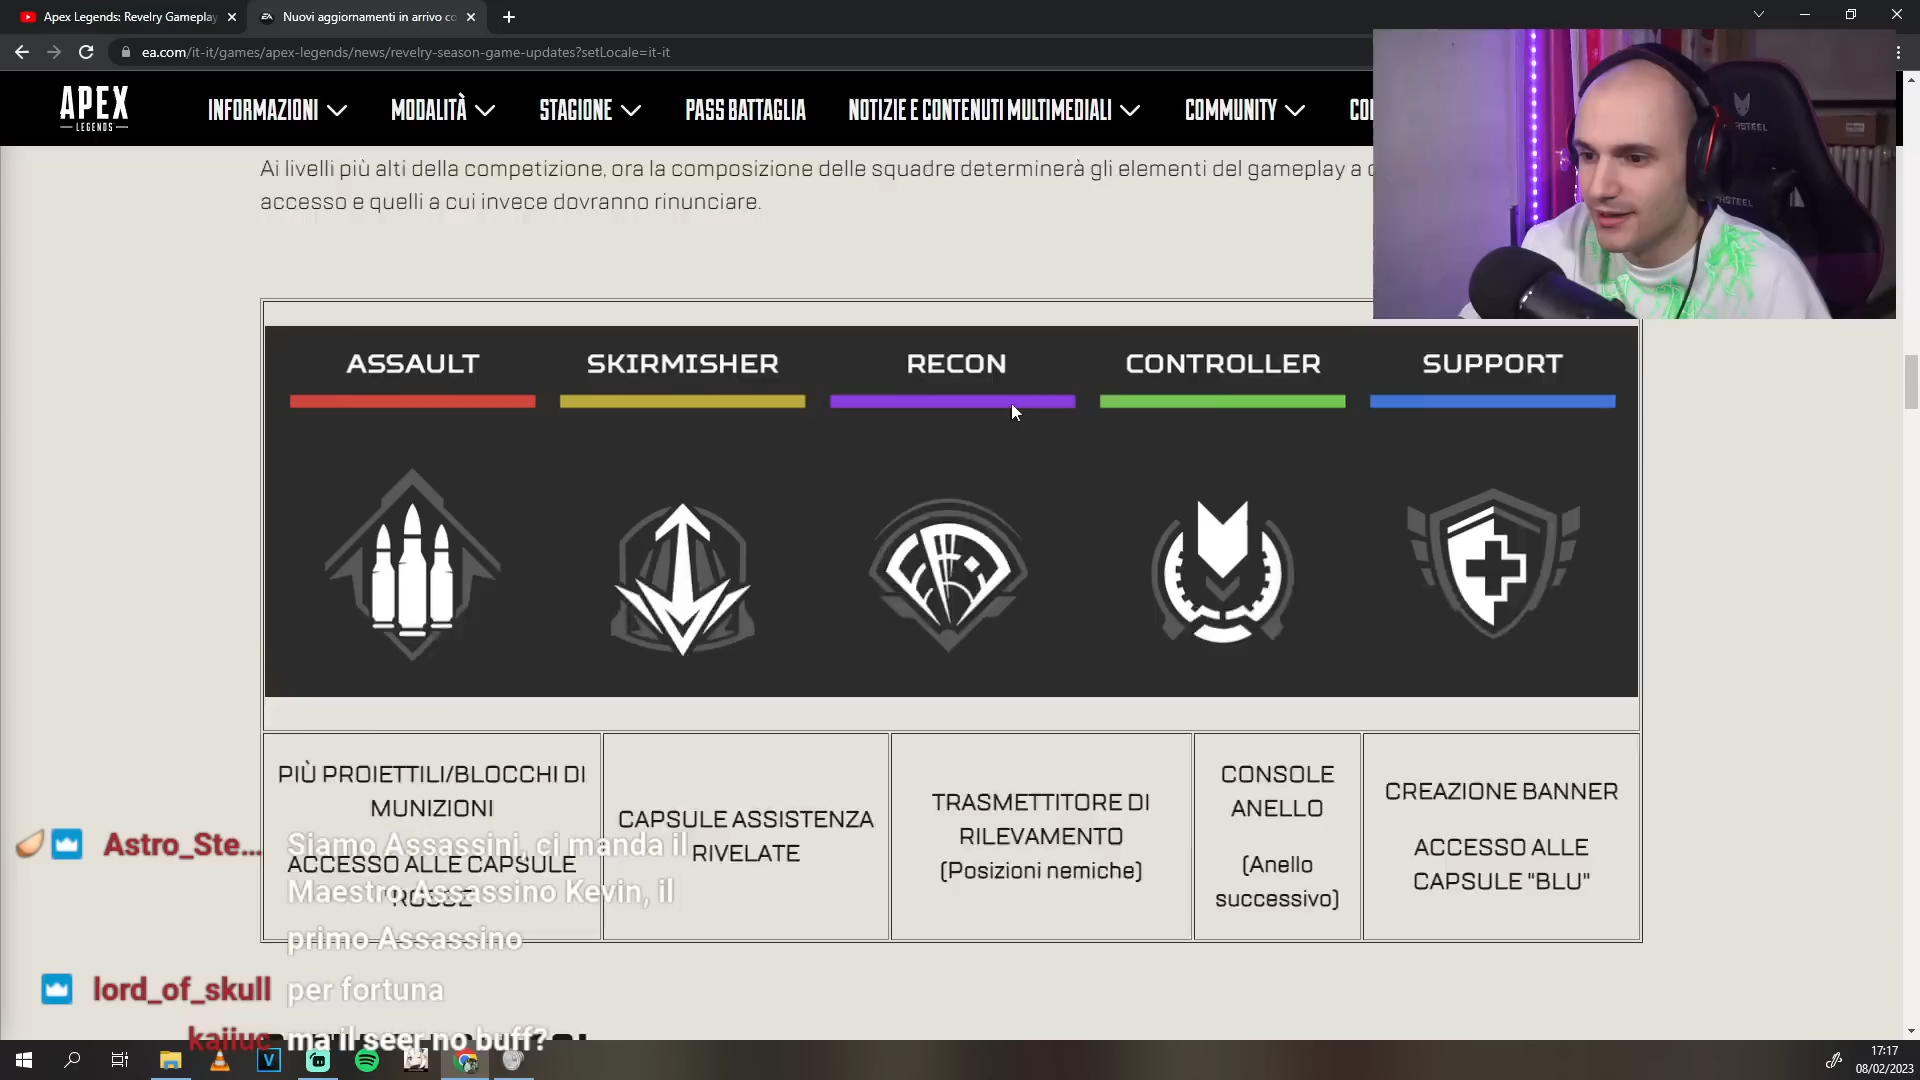 Apex Legends: Revelry Gameplay
Nuovi aggiornamenti in arrivo co
ea.com/it-it/games/apex-legends/news/revelry-season-game-updates?setLocale=it-it
APEX
LEGENDS
INFORMAZIONI
MODALITÀ
STAGIONE
PASS BATTAGLIA
NOTIZIE E CONTENUTI MULTIMEDIALI
COMMUNITY
Ai livelli più alti della competizione, ora la composizione delle squadre determinerà gli elementi del gameplay a
accesso e quelli a cui invece dovranno rinunciare.
ASSAULT
SKIRMISHER
RECON
CONTROLLER
SUPPORT
PIÙ PROIETTILI/BLOCCHI DI
MUNIZIONI
ACCESSO ALLE CAPSULE
"ROSSE"
CAPSULE ASSISTENZA
RIVELATE
TRASMETTITORE DI
RILEVAMENTO
(Posizioni nemiche)
CONSOLE
ANELLO
(Anello
successivo)
CREAZIONE BANNER
ACCESSO ALLE
CAPSULE "BLU"
Astro_Ste... Siamo Assassini, ci manda il
Maestro Assassino Kevin, il
primo Assassino
lord_of_skull per fortuna
kaiiuc ma il seer no buff?
17:17
08/02/2023